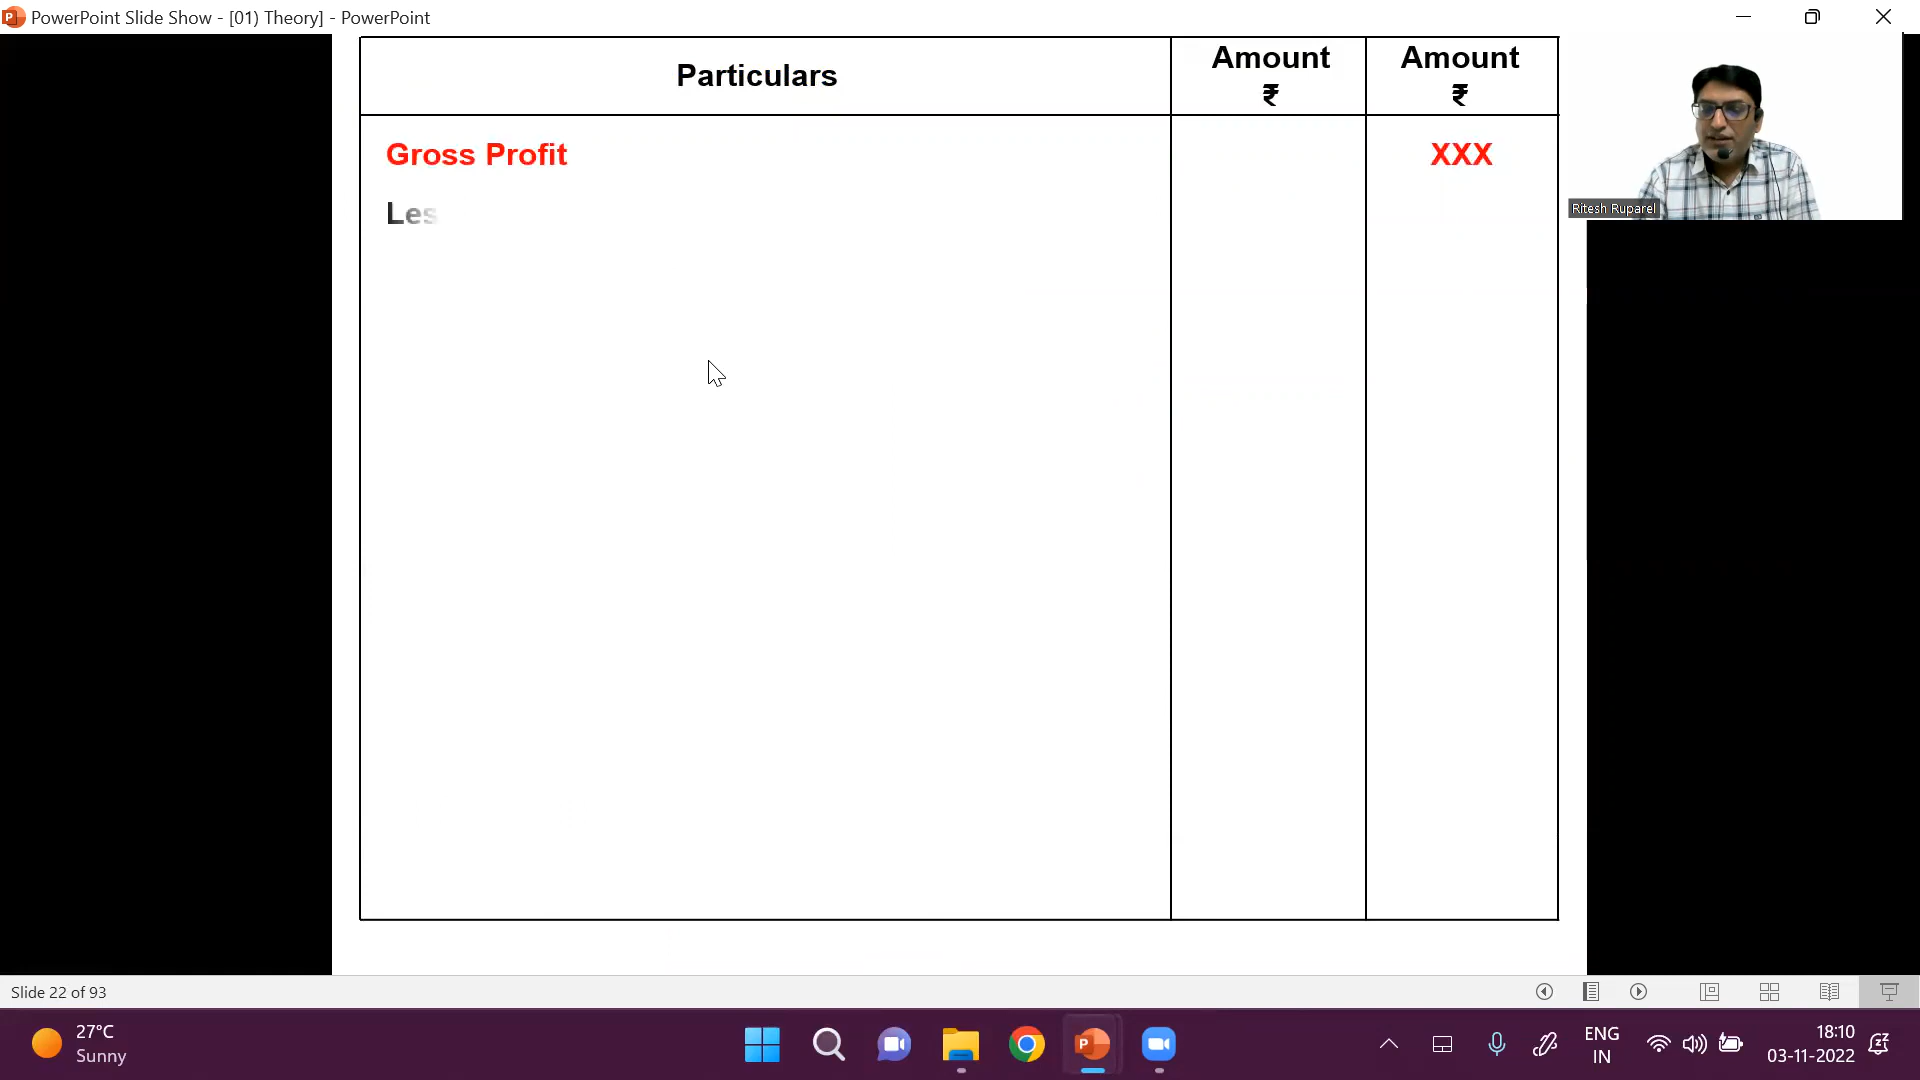 PowerPoint Slide Show - [01) Theory] - PowerPoint
Particulars
Amount
₹
Amount
₹
Gross Profit
XXX
Les
Ritesh Ruparel
Slide 22 of 93
27°C
Sunny
ENG
IN
18:10
03-11-2022